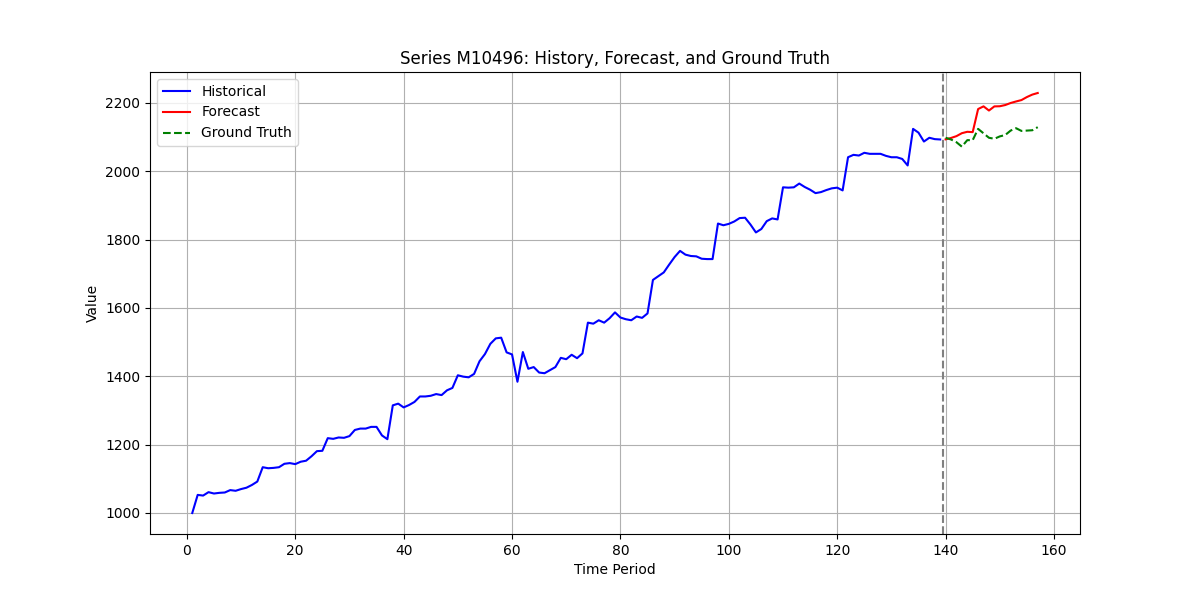 Series M10496: History, Forecast, and Ground Truth
Historical
Forecast
Ground Truth
2200
2000
1800
1600
1400
1200
1000
Value
0 20 40 60 80 100 120 140 160
Time Period